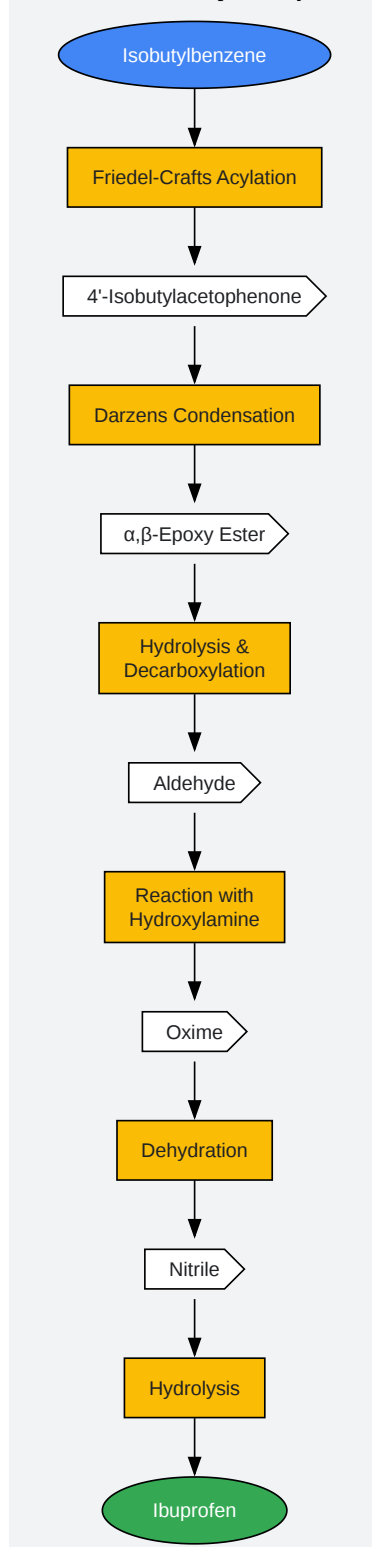 Isobutylbenzene
Friedel-Crafts Acylation
4'-Isobutylacetophenone
Darzens Condensation
α,β-Epoxy Ester
Hydrolysis &
Decarboxylation
Aldehyde
Reaction with
Hydroxylamine
Oxime
Dehydration
Nitrile
Hydrolysis
Ibuprofen